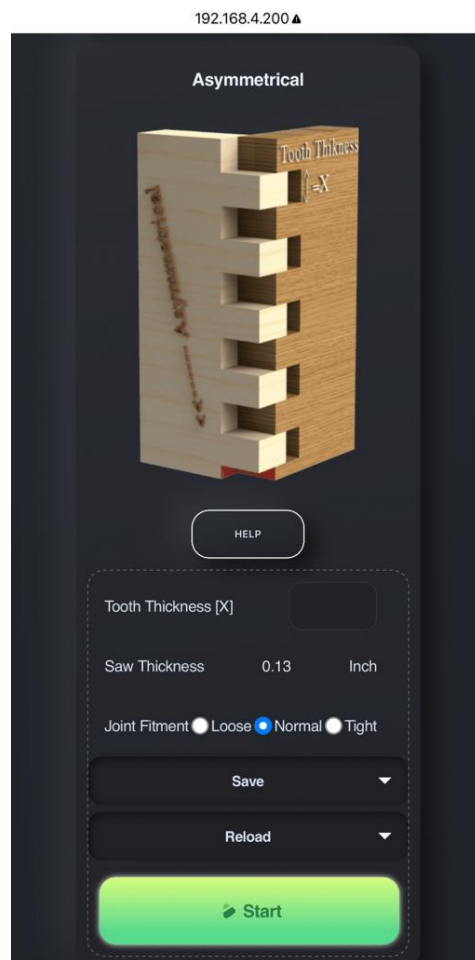 192.168.4.200
Asymmetrical
Tooth Thikness
=X
Asymmetrical
HELP
Tooth Thickness [X]
Saw Thickness 0.13 Inch
Joint Fitment Loose Normal Tight
Save
Reload
Start